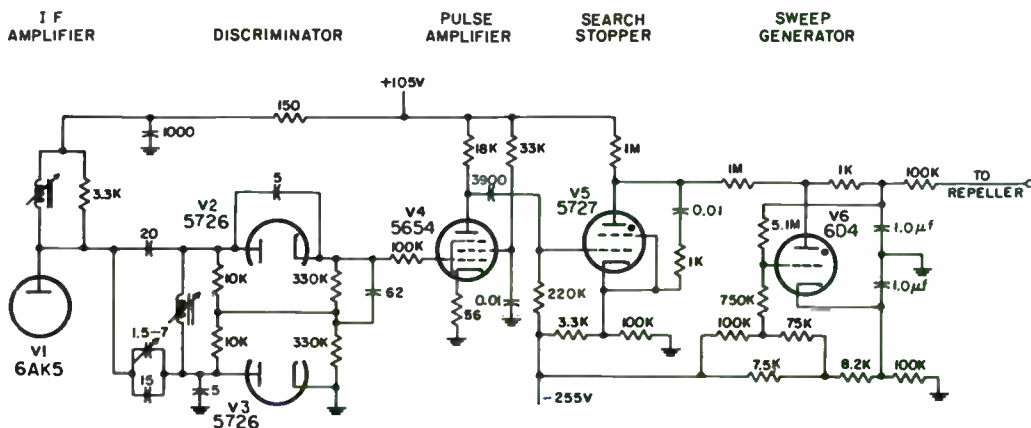 I F AMPLIFIER
DISCRIMINATOR
PULSE AMPLIFIER
SEARCH STOPPER
SWEEP GENERATOR
+105V
150
1000
3.3K
18K
33K
1M
1M
1K
100K
TO REPELLER
3900
5
V2
5726
V4
5654
V5
5727
0.01
5.1M
V6
6D4
1.0μf
20
100K
1K
10K
330K
62
56
0.01
220K
750K
1.0μf
3.3K
100K
100K
75K
1.5-7
10K
330K
15
5
7.5K
8.2K
100K
V1
6AK5
V3
5726
-255V